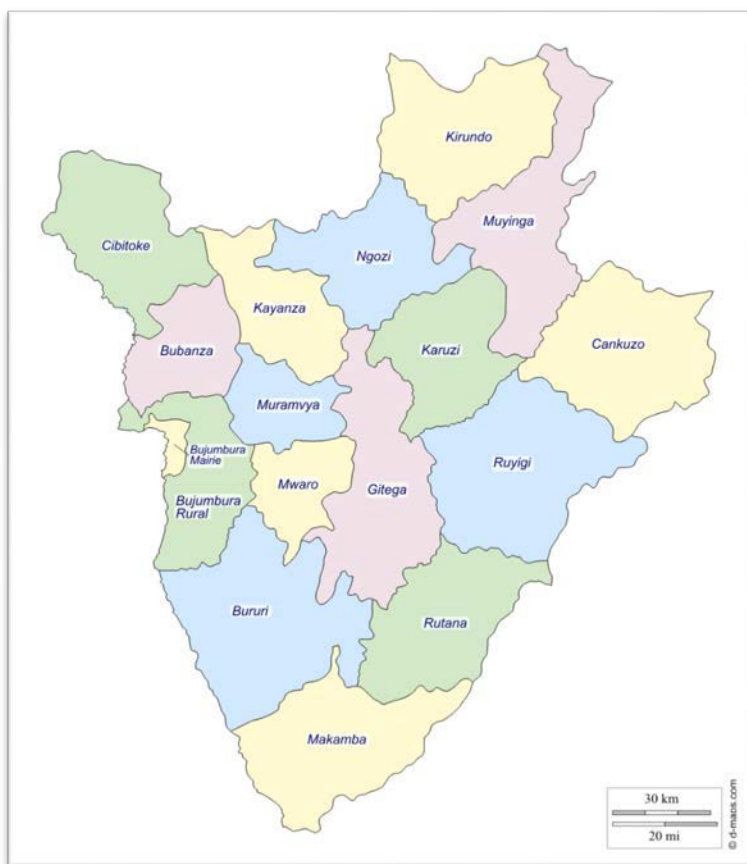 Kirundo
Muyinga
Cibitoke
Ngozi
Kayanza
Bubanza
Karuzi
Cankuzo
Muramvya
Bujumbura
Mairie
Mwaro
Gitega
Ruyigi
Bujumbura
Rural
Bururi
Rutana
Makamba
30 km
20 mi
© d-maps.com